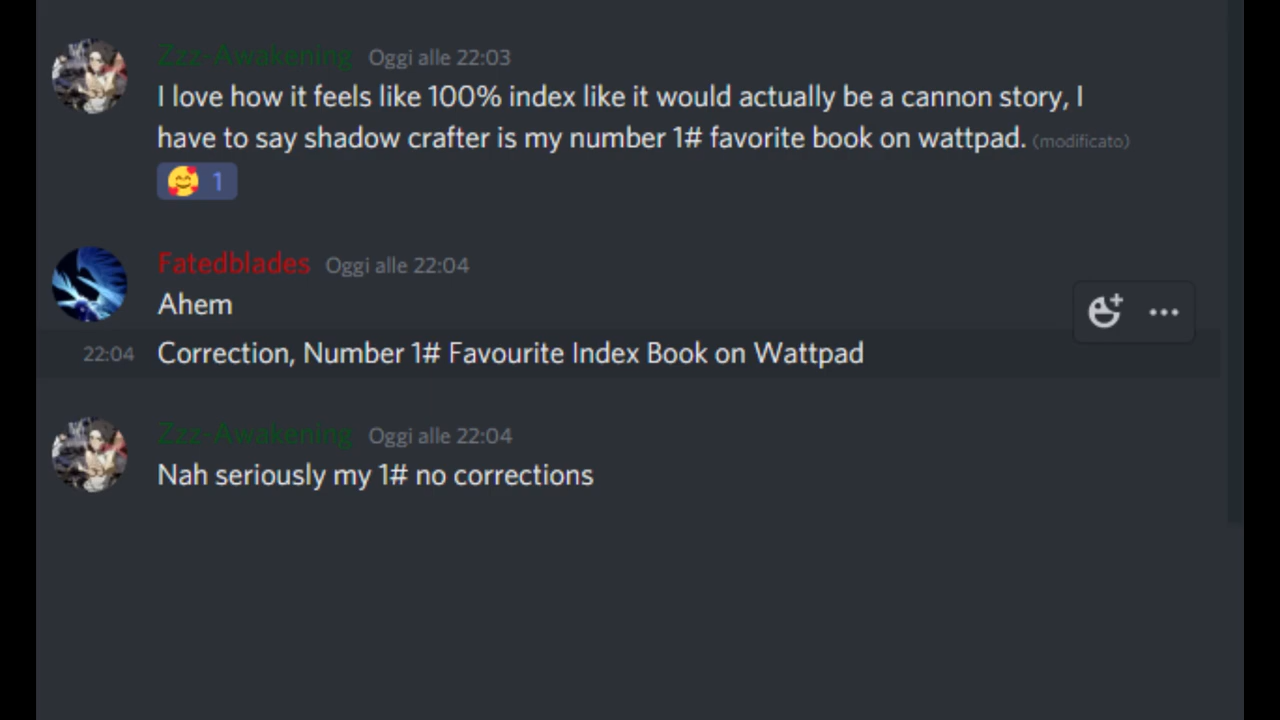 Zzz-Awakening Oggi alle 22:03
I love how it feels like 100% index like it would actually be a cannon story, I
have to say shadow crafter is my number 1# favorite book on wattpad. (modificato)
1
Fatedblades Oggi alle 22:04
Ahem
22:04 Correction, Number 1# Favourite Index Book on Wattpad
Zzz-Awakening Oggi alle 22:04
Nah seriously my 1# no corrections